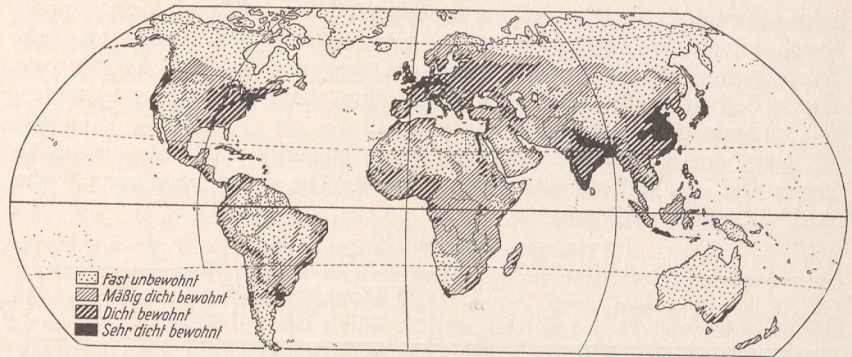 Fast unbewohnt
Mäßig dicht bewohnt
Dicht bewohnt
Sehr dicht bewohnt